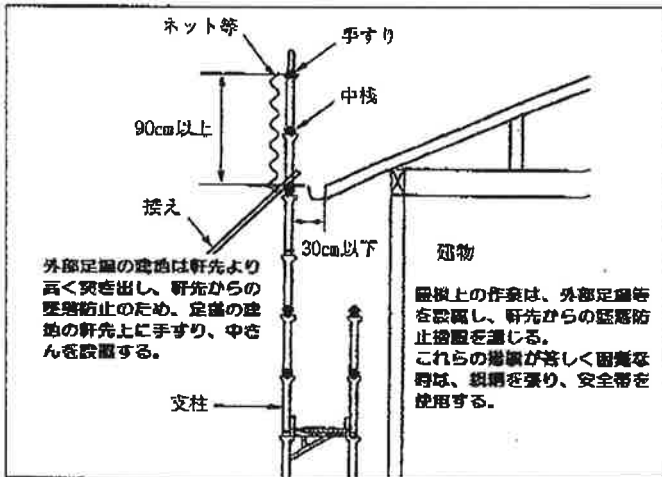 ネット等
手すり
中桟
90cm以上
控え
30cm以下
建物
外部足場の建地は軒先より
高く突き出し、軒先からの
墜落防止のため、足場の建
地の軒先上に手すり、中さ
んを設置する。
屋根上の作業は、外部足場等
を設置し、軒先からの墜落防
止措置を講じる。
これらの措置が著しく困難な
時は、親綱を張り、安全帯を
使用する。
支柱